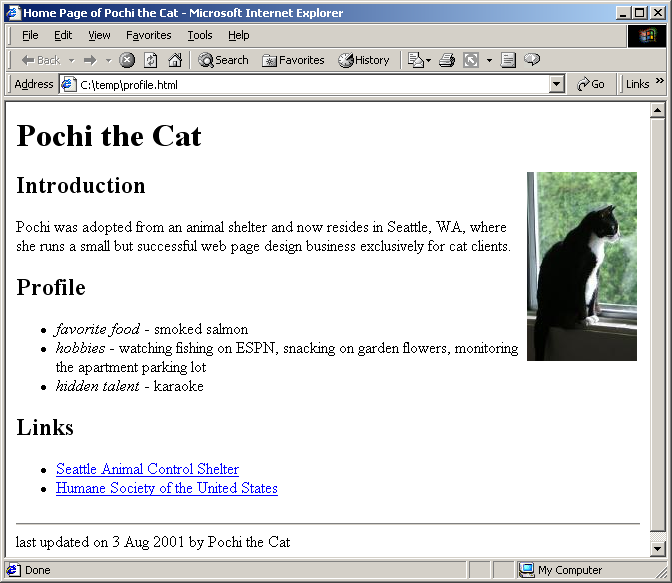 Home Page of Pochi the Cat - Microsoft Internet Explorer
File Edit View Favorites Tools Help
Back Search Favorites History
Address C:\temp\profile.html Go Links »
Pochi the Cat
Introduction
Pochi was adopted from an animal shelter and now resides in Seattle, WA, where
she runs a small but successful web page design business exclusively for cat clients.
Profile
• favorite food - smoked salmon
• hobbies - watching fishing on ESPN, snacking on garden flowers, monitoring
the apartment parking lot
• hidden talent - karaoke
Links
• Seattle Animal Control Shelter
• Humane Society of the United States
last updated on 3 Aug 2001 by Pochi the Cat
Done My Computer